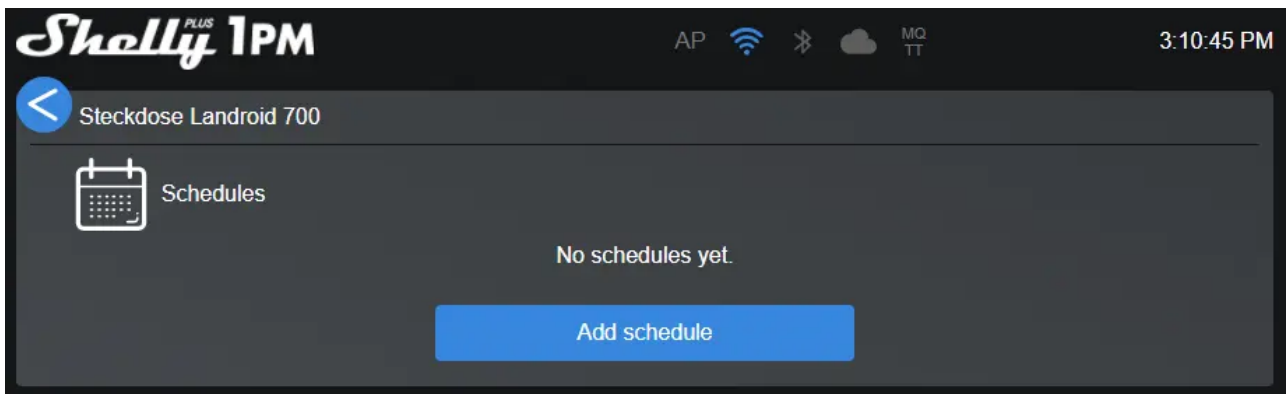 Shelly PLUS 1PM
AP
MQ
TT
3:10:45 PM
Steckdose Landroid 700
Schedules
No schedules yet.
Add schedule